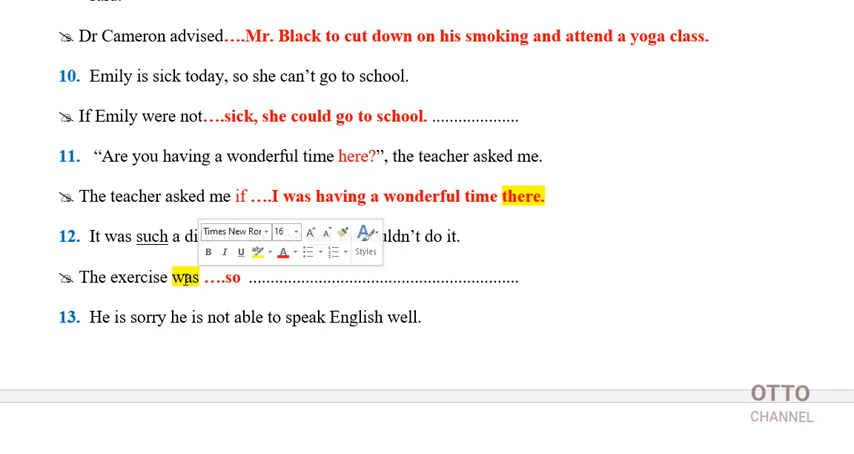 Dr Cameron advised….Mr. Black to cut down on his smoking and attend a yoga class.
10. Emily is sick today, so she can’t go to school.
If Emily were not….sick, she could go to school. ....................
11. “Are you having a wonderful time here?”, the teacher asked me.
The teacher asked me if ….I was having a wonderful time there.
12. It was such a do it.
Times New Ror 16
B I U Styles
The exercise was ….so ..................................................................
13. He is sorry he is not able to speak English well.
OTTO
CHANNEL